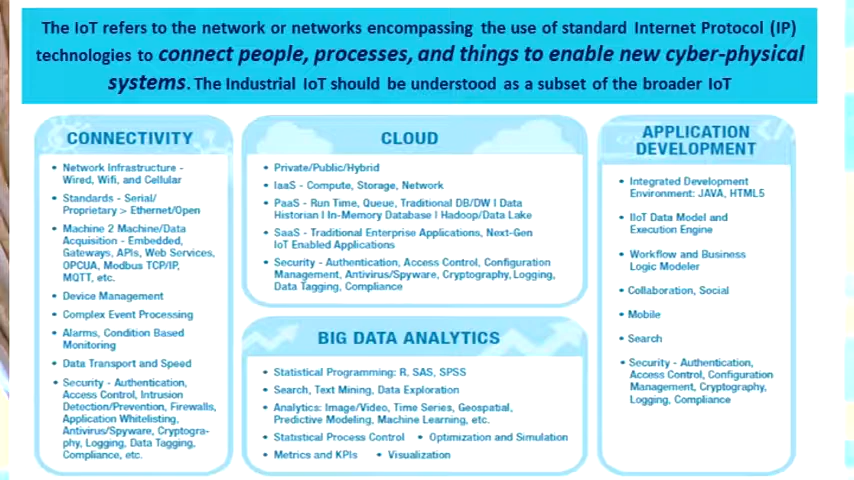 The IoT refers to the network or networks encompassing the use of standard Internet Protocol (IP)
technologies to connect people, processes, and things to enable new cyber-physical
systems. The Industrial IoT should be understood as a subset of the broader IoT
CONNECTIVITY
• Network Infrastructure -
Wired, Wifi, and Cellular
• Standards - Serial/
Proprietary > Ethernet/Open
• Machine 2 Machine/Data
Acquisition - Embedded,
Gateways, APIs, Web Services,
OPCUA, Modbus TCP/IP,
MQTT, etc.
• Device Management
• Complex Event Processing
• Alarms, Condition Based
Monitoring
• Data Transport and Speed
• Security - Authentication,
Access Control, Intrusion
Detection/Prevention, Firewalls,
Application Whitelisting,
Antivirus/Spyware, Cryptogra-
phy, Logging, Data Tagging,
Compliance, etc.
CLOUD
• Private/Public/Hybrid
• IaaS - Compute, Storage, Network
• PaaS - Run Time, Queue, Traditional DB/DW I Data
Historian I In-Memory Database I Hadoop/Data Lake
• SaaS - Traditional Enterprise Applications, Next-Gen
IoT Enabled Applications
• Security - Authentication, Access Control, Configuration
Management, Antivirus/Spyware, Cryptography, Logging,
Data Tagging, Compliance
BIG DATA ANALYTICS
• Statistical Programming: R, SAS, SPSS
• Search, Text Mining, Data Exploration
• Analytics: Image/Video, Time Series, Geospatial,
Predictive Modeling, Machine Learning, etc.
• Statistical Process Control • Optimization and Simulation
• Metrics and KPIs • Visualization
APPLICATION
DEVELOPMENT
• Integrated Development
Environment: JAVA, HTML5
• IIoT Data Model and
Execution Engine
• Workflow and Business
Logic Modeler
• Collaboration, Social
• Mobile
• Search
• Security - Authentication,
Access Control, Configuration
Management, Cryptography,
Logging, Compliance